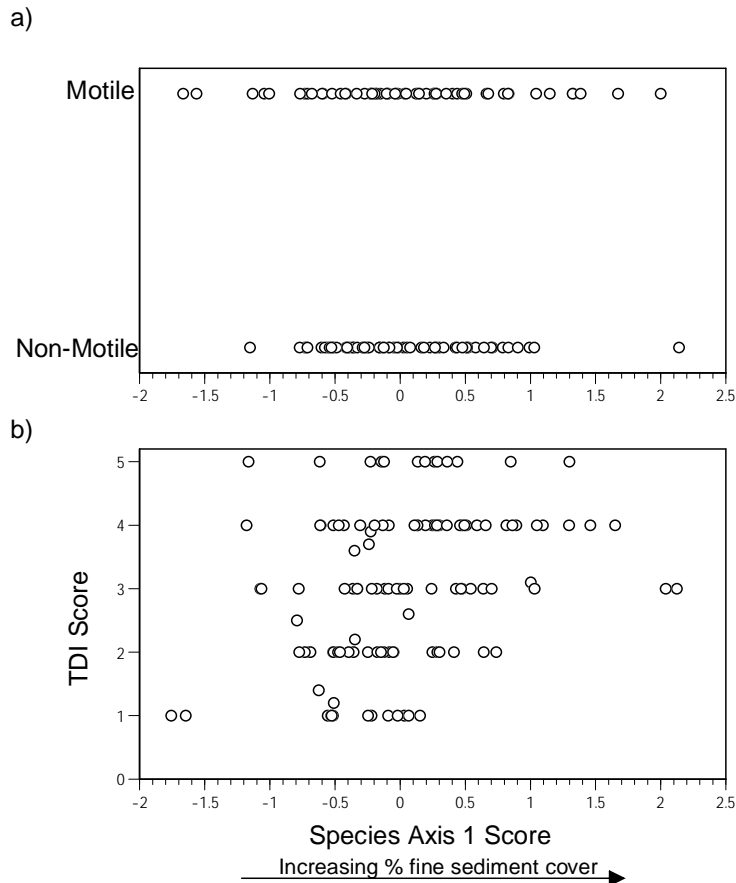 a)
Motile
Non-Motile
-2 -1.5 -1 -0.5 0 0.5 1 1.5 2 2.5
b)
5
4
3
2
1
0
TDI Score
-2 -1.5 -1 -0.5 0 0.5 1 1.5 2 2.5
Species Axis 1 Score
Increasing % fine sediment cover